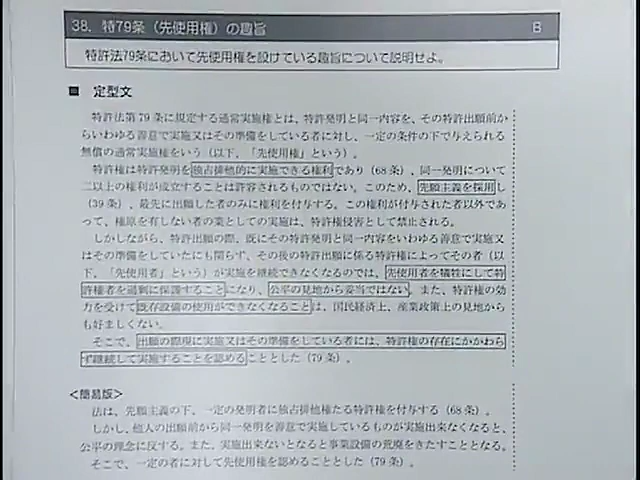 38. 特79条（先使用権）の趣旨 B
特許法79条において先使用権を設けている趣旨について説明せよ。
■ 定型文
特許法第79条に規定する通常実施権とは、特許発明と同一内容を、その特許出願前か
らいわゆる善意で実施又はその準備をしている者に対し、一定の条件の下で与えられる
無償の通常実施権をいう（以下、「先使用権」という）。
特許権は特許発明を独占排他的に実施できる権利であり（68条）、同一発明について
二以上の権利が成立することは許容されるものではない。このため、先願主義を採用し
（39条）、最先に出願した者のみに権利を付与する。この権利が付与された者以外であ
って、権原を有しない者の業としての実施は、特許権侵害として禁止される。
しかしながら、特許出願の際、既にその特許発明と同一内容をいわゆる善意で実施又
はその準備をしていたにも関らず、その後の特許出願に係る特許権によってその者（以
下、「先使用者」という）が実施を継続できなくなるのでは、先使用者を犠牲にして特
許権者を過剰に保護することになり、公平の見地から妥当ではない。また、特許権の効
力を受けて既存設備の使用ができなくなることは、国民経済上、産業政策上の見地から
も好ましくない。
そこで、出願の際現に実施又はその準備をしている者には、特許権の存在にかかわら
ず継続して実施することを認めることとした（79条）。
＜簡易版＞
法は、先願主義の下、一定の発明者に独占排他権たる特許権を付与する（68条）。
しかし、他人の出願前から同一発明を善意で実施しているものが実施出来なくなると、
公平の理念に反する。また、実施出来ないとなると事業設備の荒廃をきたすこととなる。
そこで、一定の者に対して先使用権を認めることとした（79条）。